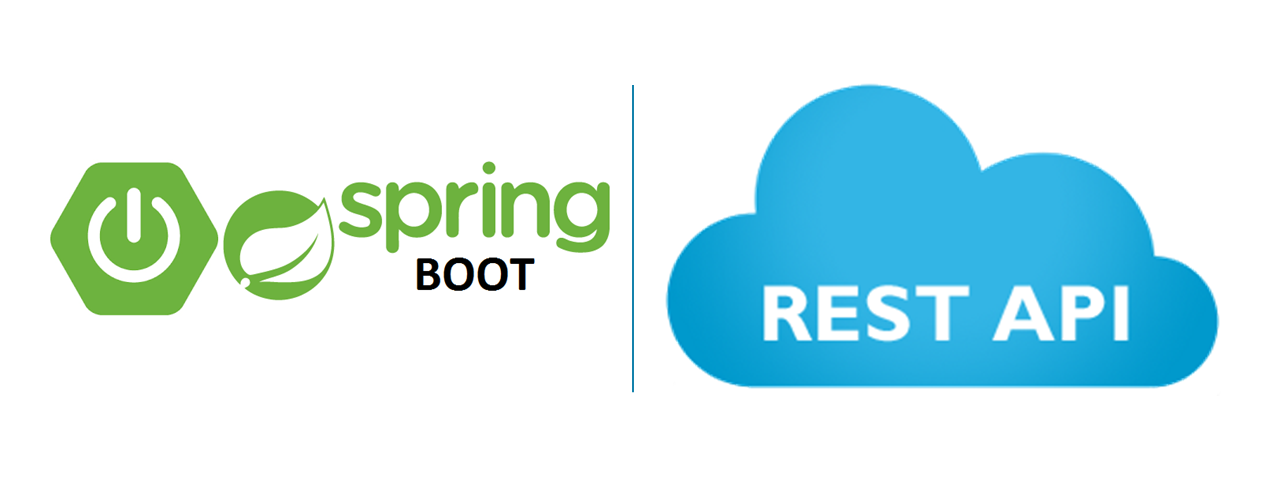 spring
BOOT
REST API